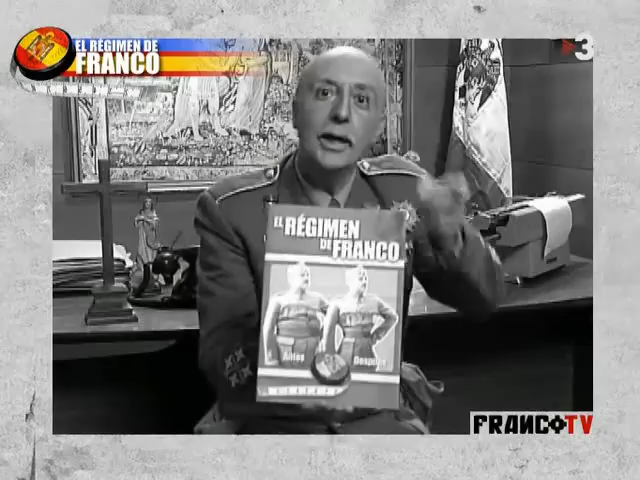 EL RÉGIMEN DE
FRANCO
3
EL RÉGIMEN
DE FRANCO
Antes
Después
FRANCOTV